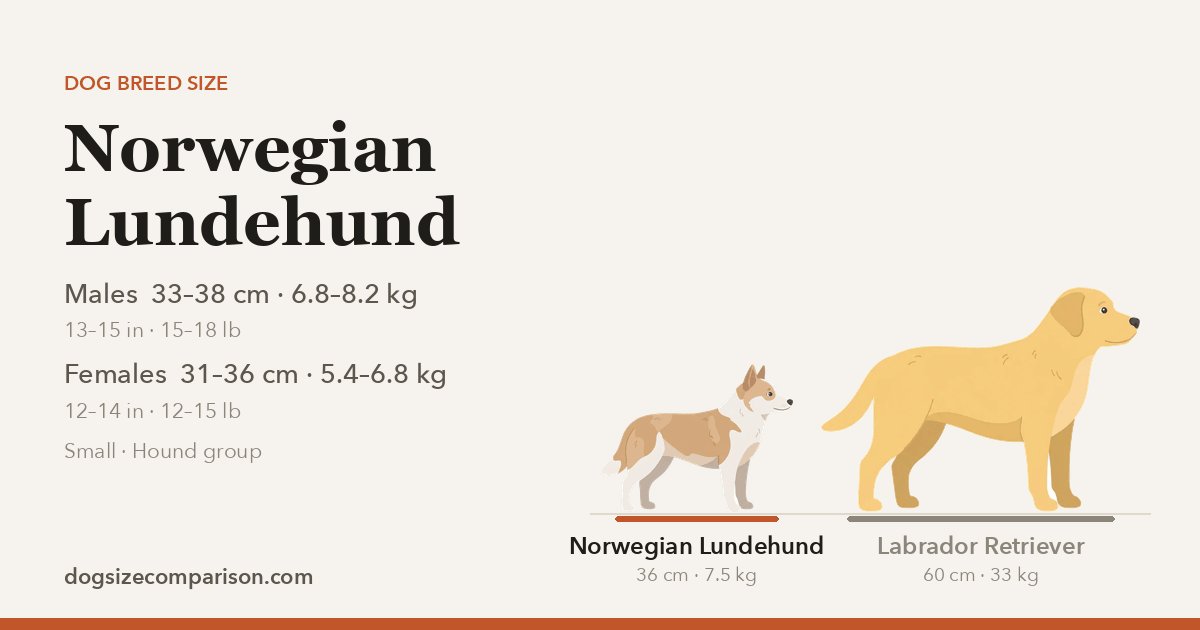 DOG BREED SIZE
Norwegian
Lundehund
Males 33–38 cm · 6.8–8.2 kg
13–15 in · 15–18 lb
Females 31–36 cm · 5.4–6.8 kg
12–14 in · 12–15 lb
Small · Hound group
Norwegian Lundehund
36 cm · 7.5 kg
Labrador Retriever
60 cm · 33 kg
dogsizecomparison.com